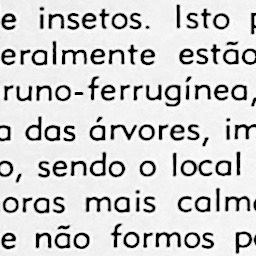 e insetos. Isto p
eralmente estão
runo-ferrugínea,
a das árvores, im
o, sendo o local
oras mais calm
e não formos p